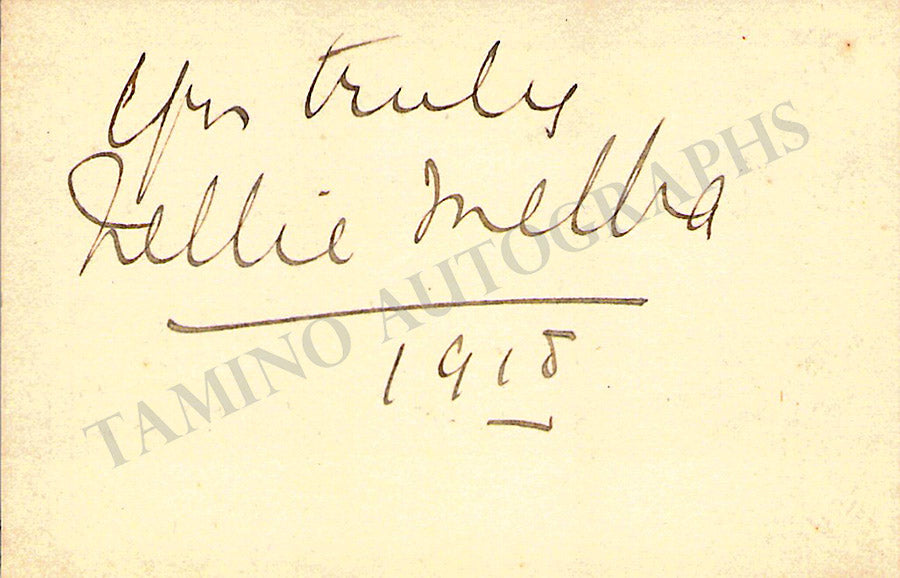 Yrs truly
Nellie Melba
1918
TAMINO AUTOGRAPHS